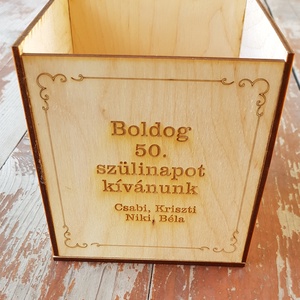 Boldog
50.
szülinapot
kívánunk
Csabi, Kriszti
Niki, Béla